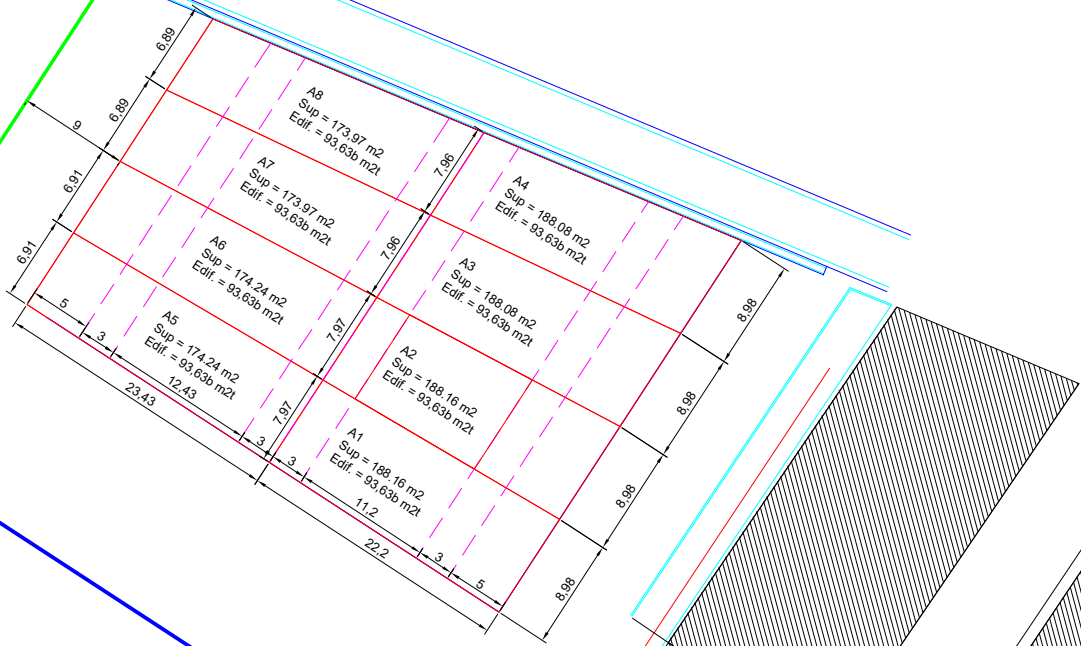 6,89
6,89
9
6,91
6,91
A8
Sup = 173,97 m2
Edif. = 93,63b m2t
A7
Sup = 173.97 m2
Edif. = 93,63b m2t
A6
Sup = 174.24 m2
Edif. = 93,63b m2t
A5
Sup = 174.24 m2
Edif. = 93,63b m2t
7,96
7,96
7,97
7,97
A4
Sup = 188.08 m2
Edif. = 93,63b m2t
A3
Sup = 188.08 m2
Edif. = 93,63b m2t
A2
Sup = 188.16 m2
Edif. = 93,63b m2t
A1
Sup = 188.16 m2
Edif. = 93,63b m2t
8,98
8,98
8,98
8,98
5
3
12,43
3
23,43
3
11,2
3
5
22,2